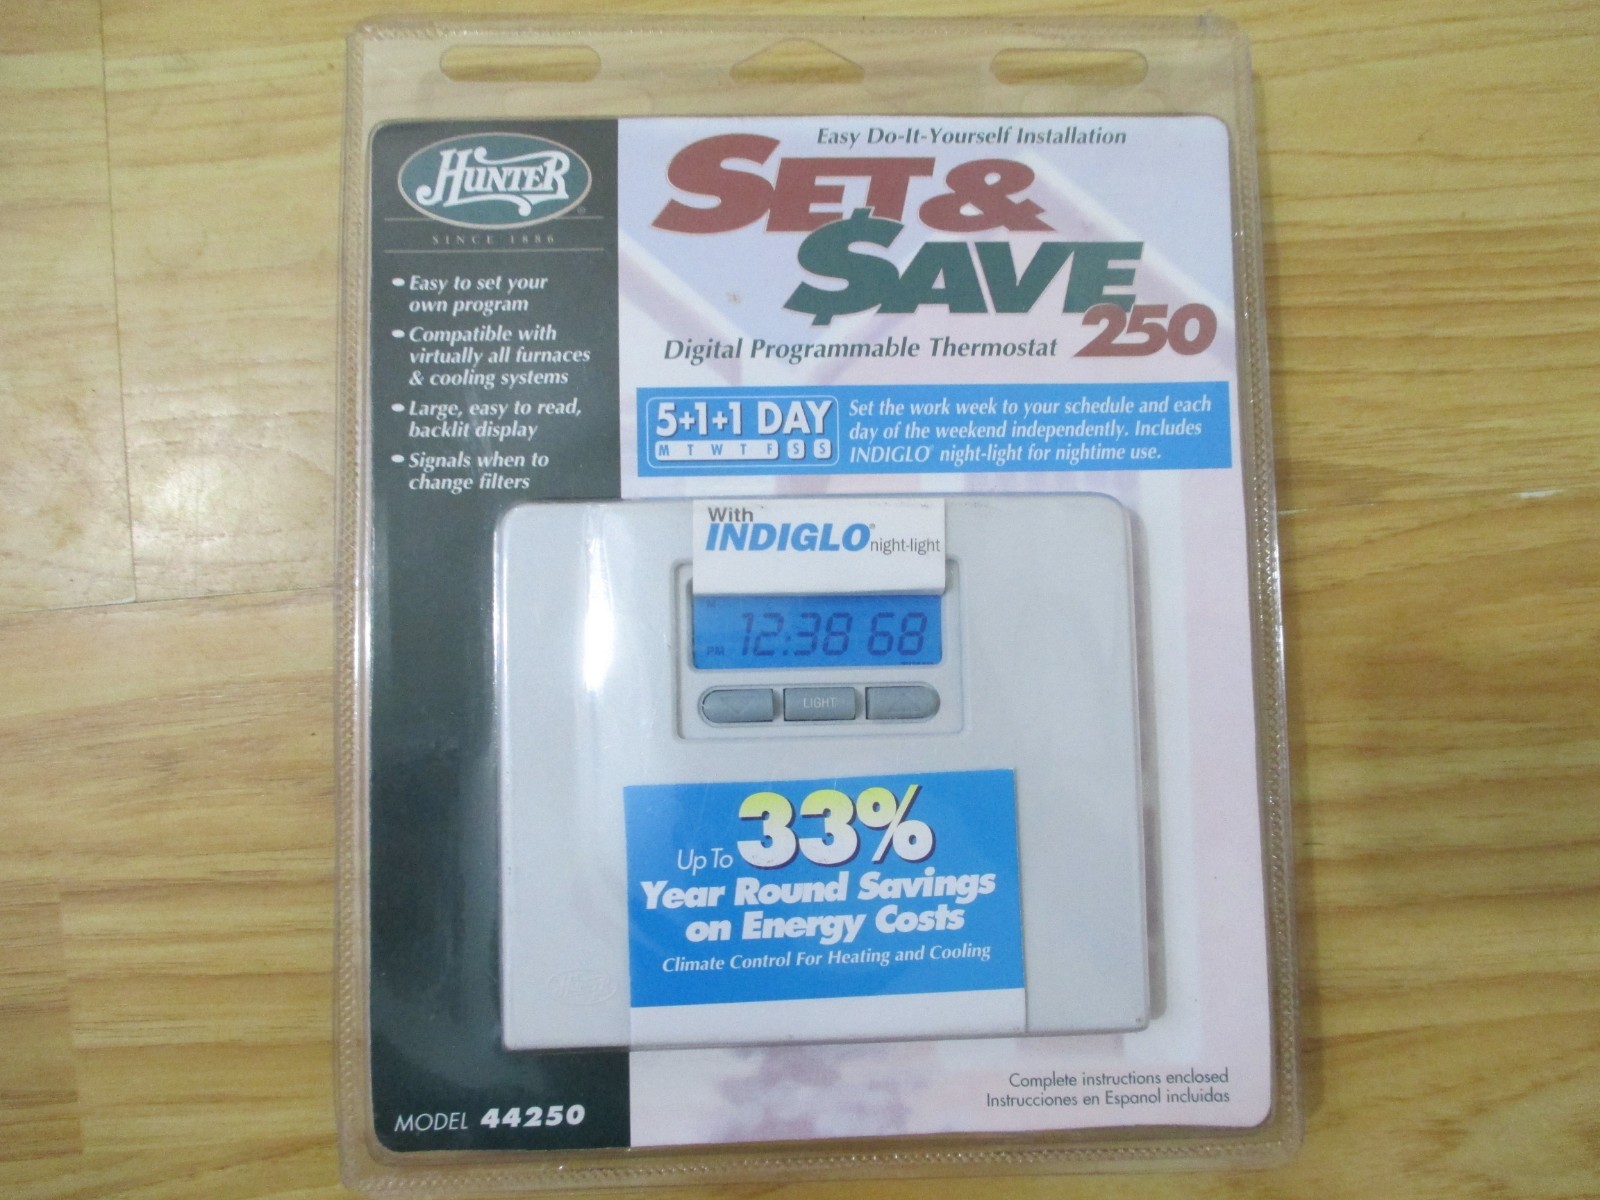 HUNTER
SINCE 1886
• Easy to set your
own program
• Compatible with
virtually all furnaces
& cooling systems
• Large, easy to read,
backlit display
• Signals when to
change filters
MODEL 44250
Easy Do-It-Yourself Installation
SET &
$AVE
250
Digital Programmable Thermostat
5+1+1 DAY
M T W T F S S
Set the work week to your schedule and each
day of the weekend independently. Includes
INDIGLO® night-light for nightime use.
With
INDIGLO® night-light
PM 12:38 68
LIGHT
Up To 33%
Year Round Savings
on Energy Costs
Climate Control For Heating and Cooling
HUNTER
Complete instructions enclosed
Instrucciones en Espanol incluidas